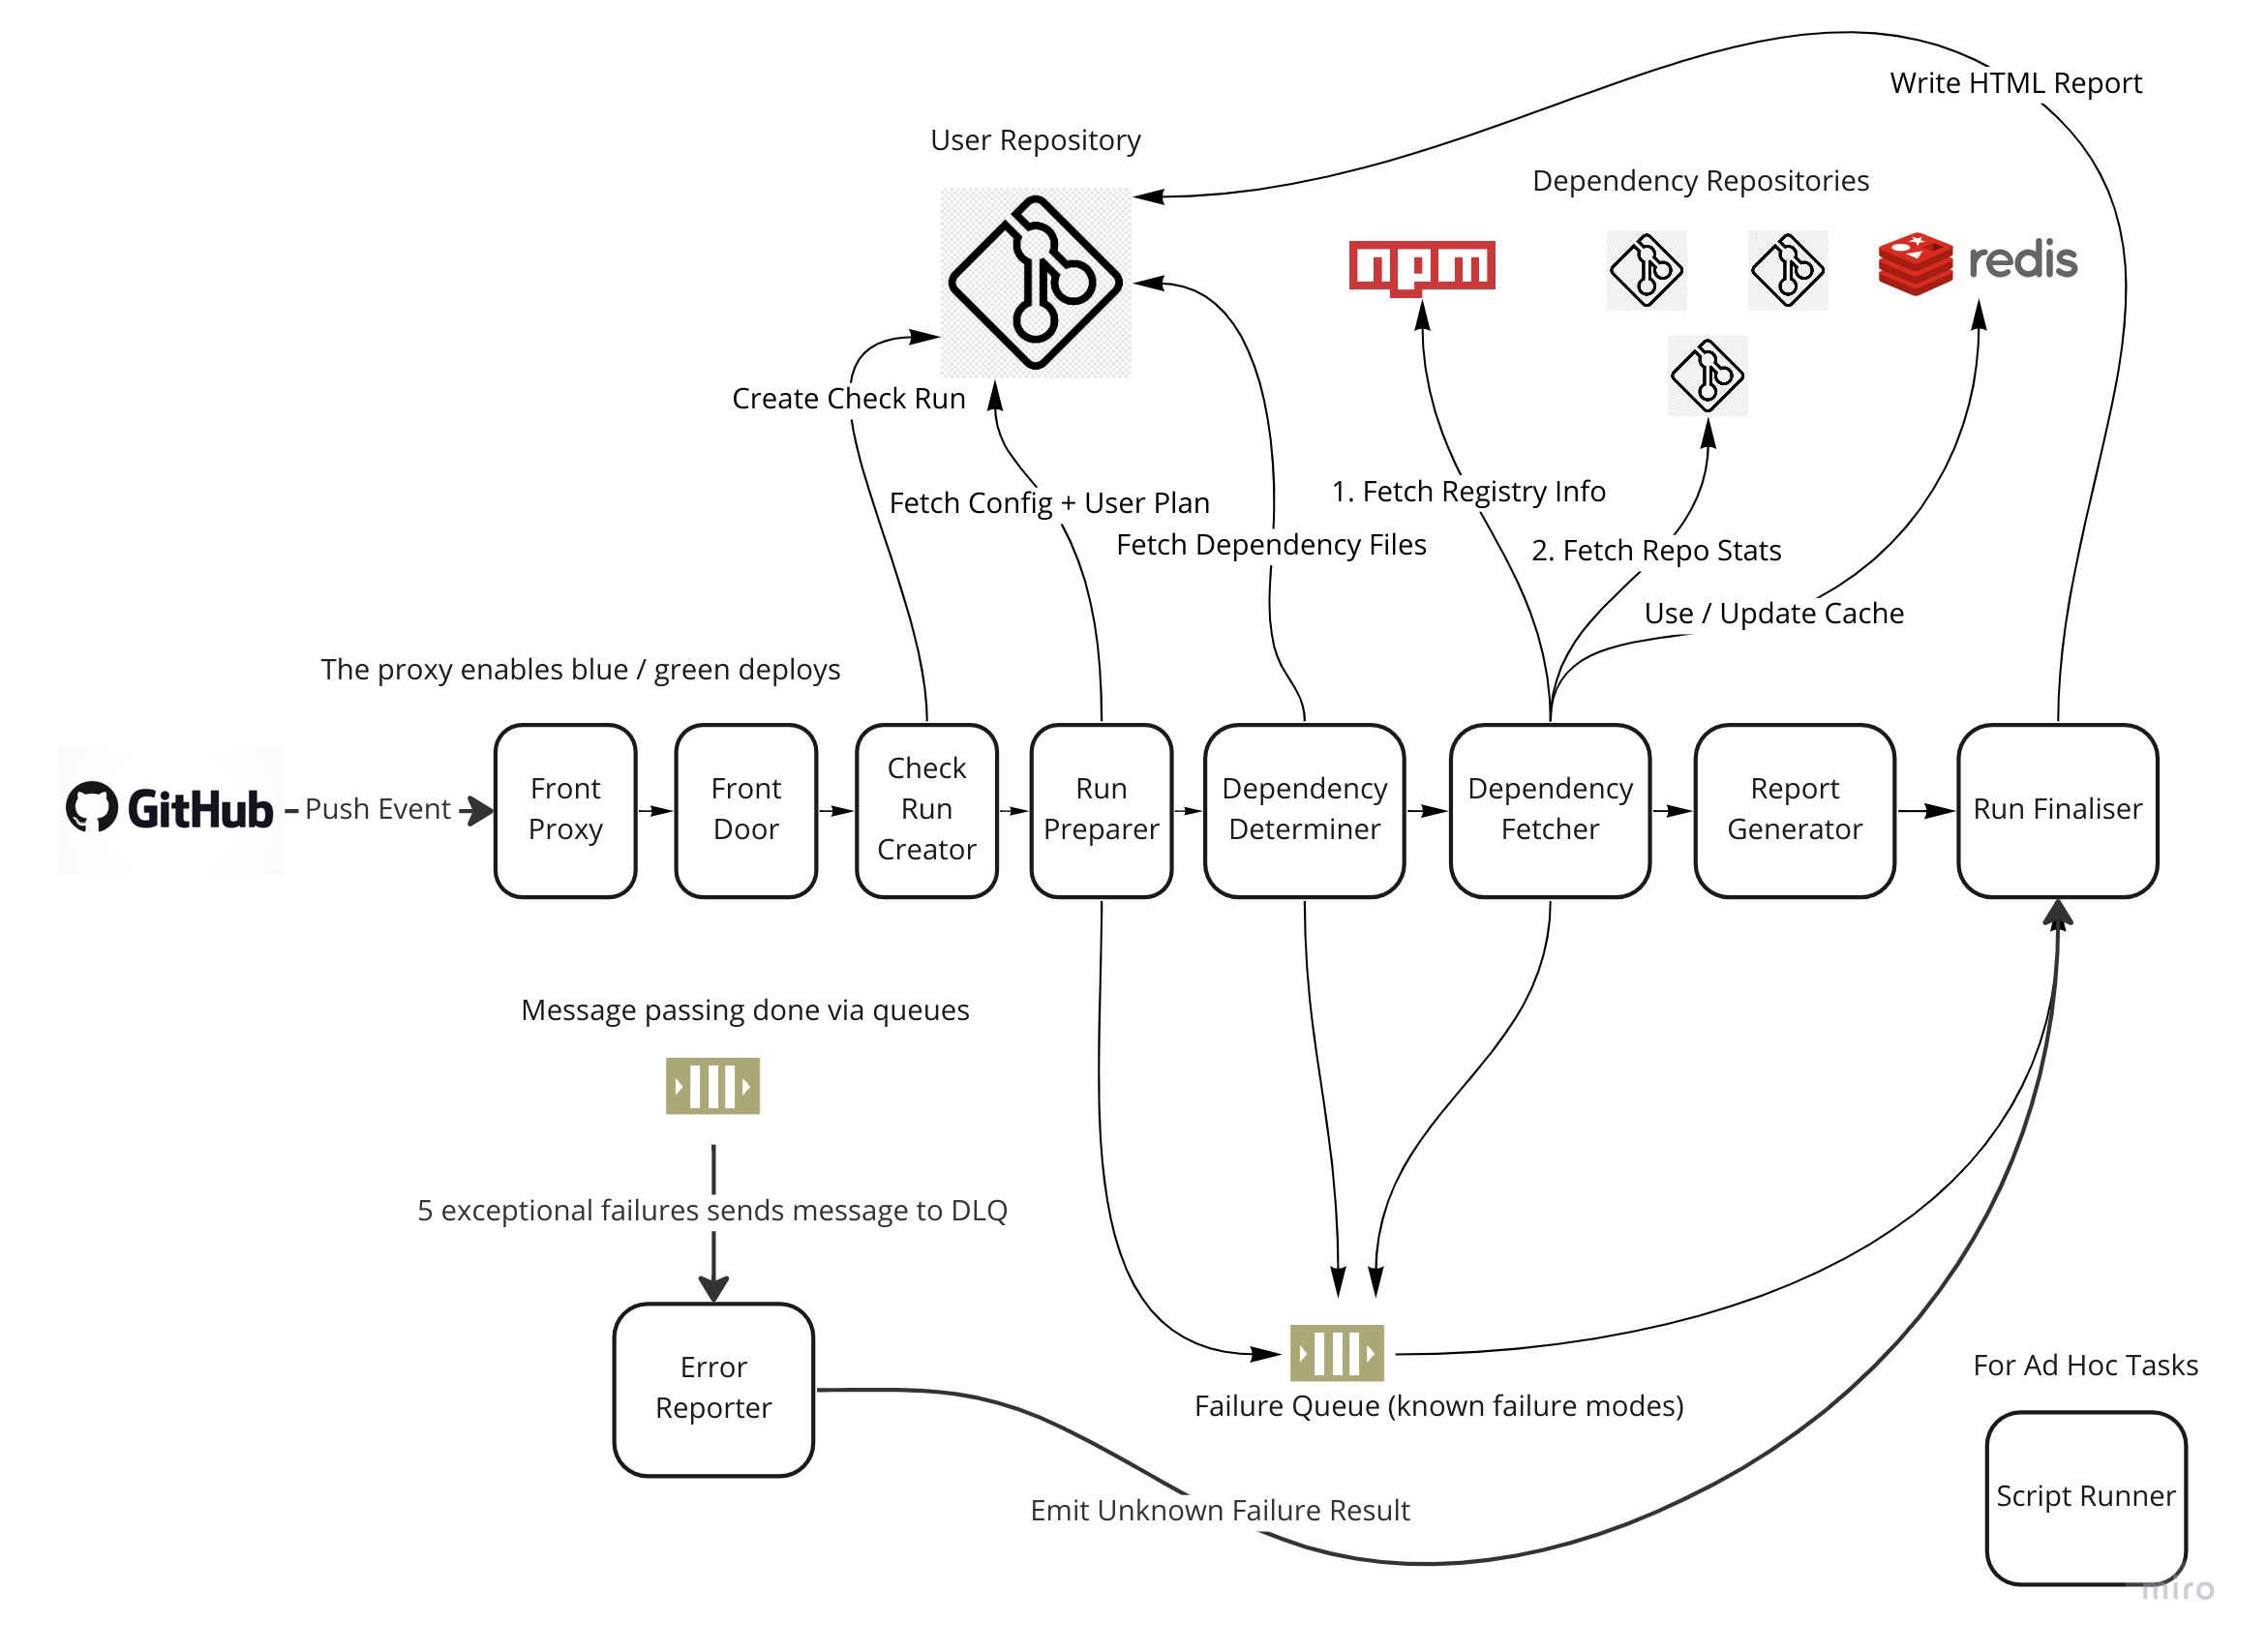 Write HTML Report
User Repository
Dependency Repositories
npm
redis
Create Check Run
Fetch Config + User Plan
1. Fetch Registry Info
Fetch Dependency Files
2. Fetch Repo Stats
Use / Update Cache
The proxy enables blue / green deploys
GitHub
Push Event
Front
Proxy
Front
Door
Check
Run
Creator
Run
Preparer
Dependency
Determiner
Dependency
Fetcher
Report
Generator
Run Finaliser
Message passing done via queues
5 exceptional failures sends message to DLQ
Error
Reporter
Failure Queue (known failure modes)
Emit Unknown Failure Result
For Ad Hoc Tasks
Script Runner
miro